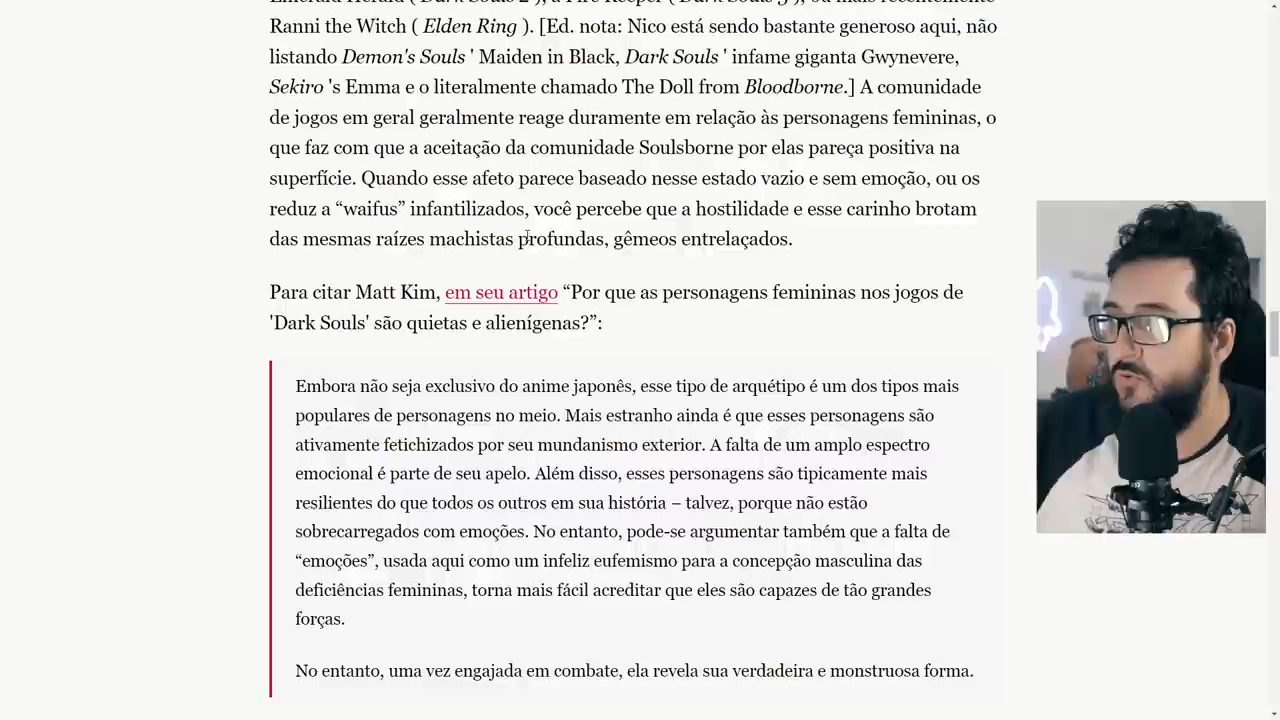 Ranni the Witch ( Elden Ring ). [Ed. nota: Nico está sendo bastante generoso aqui, não
listando Demon's Souls ' Maiden in Black, Dark Souls ' infame giganta Gwynevere,
Sekiro 's Emma e o literalmente chamado The Doll from Bloodborne.] A comunidade
de jogos em geral geralmente reage duramente em relação às personagens femininas, o
que faz com que a aceitação da comunidade Soulsborne por elas pareça positiva na
superfície. Quando esse afeto parece baseado nesse estado vazio e sem emoção, ou os
reduz a “waifus” infantilizados, você percebe que a hostilidade e esse carinho brotam
das mesmas raízes machistas profundas, gêmeos entrelaçados.
Para citar Matt Kim, em seu artigo “Por que as personagens femininas nos jogos de
'Dark Souls' são quietas e alienígenas?”:
Embora não seja exclusivo do anime japonês, esse tipo de arquétipo é um dos tipos mais
populares de personagens no meio. Mais estranho ainda é que esses personagens são
ativamente fetichizados por seu mundanismo exterior. A falta de um amplo espectro
emocional é parte de seu apelo. Além disso, esses personagens são tipicamente mais
resilientes do que todos os outros em sua história – talvez, porque não estão
sobrecarregados com emoções. No entanto, pode-se argumentar também que a falta de
“emoções”, usada aqui como um infeliz eufemismo para a concepção masculina das
deficiências femininas, torna mais fácil acreditar que eles são capazes de tão grandes
forças.
No entanto, uma vez engajada em combate, ela revela sua verdadeira e monstruosa forma.